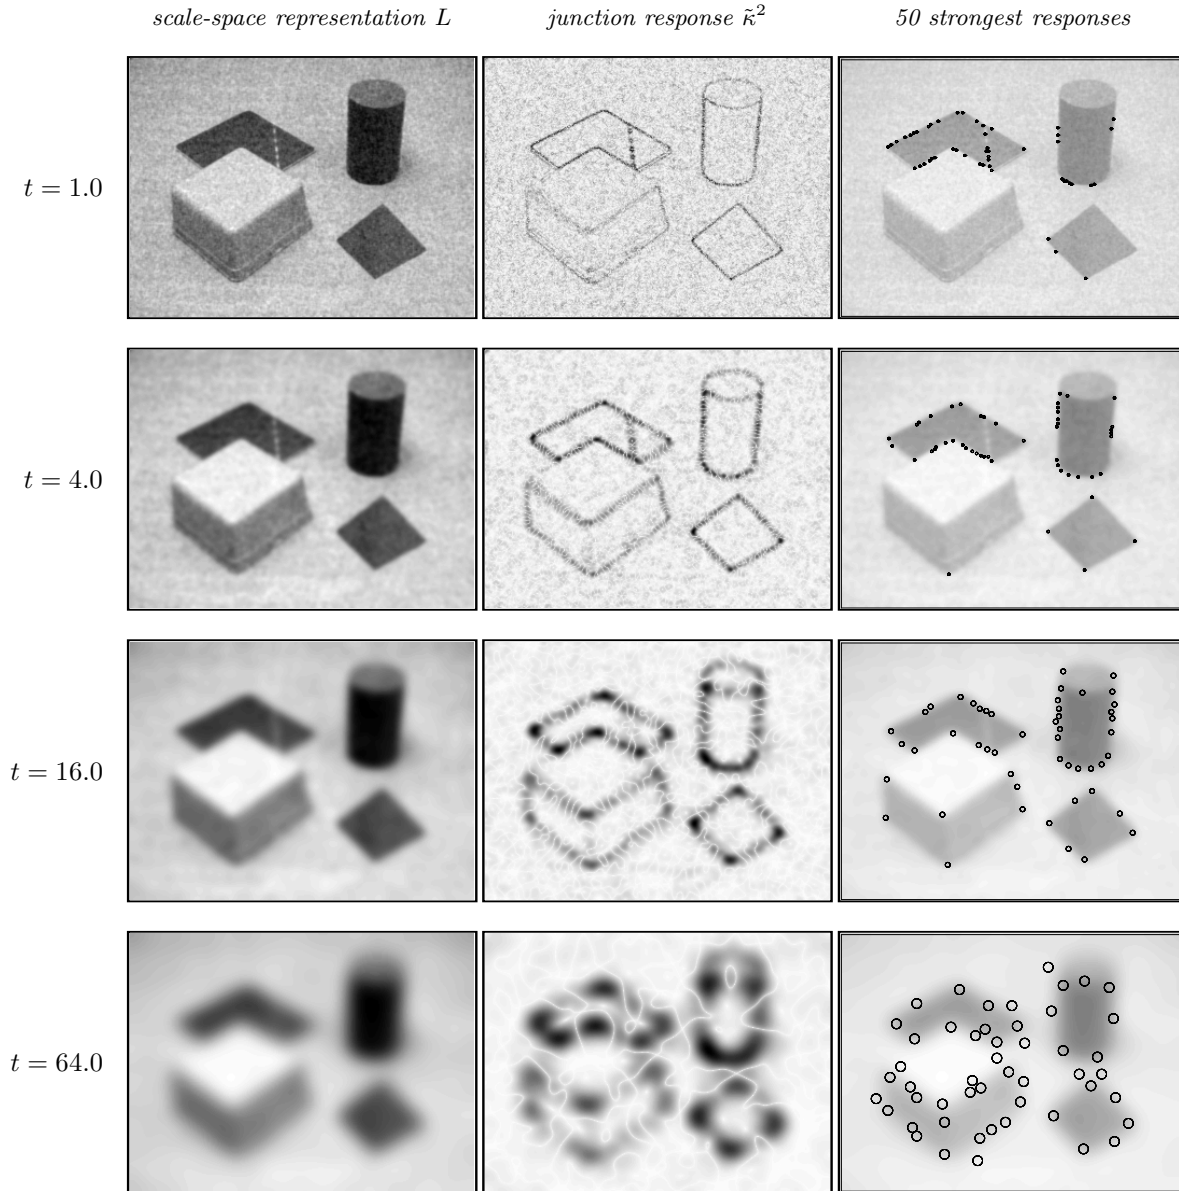 scale-space representation L junction response κ̃² 50 strongest responses
t = 1.0
t = 4.0
t = 16.0
t = 64.0